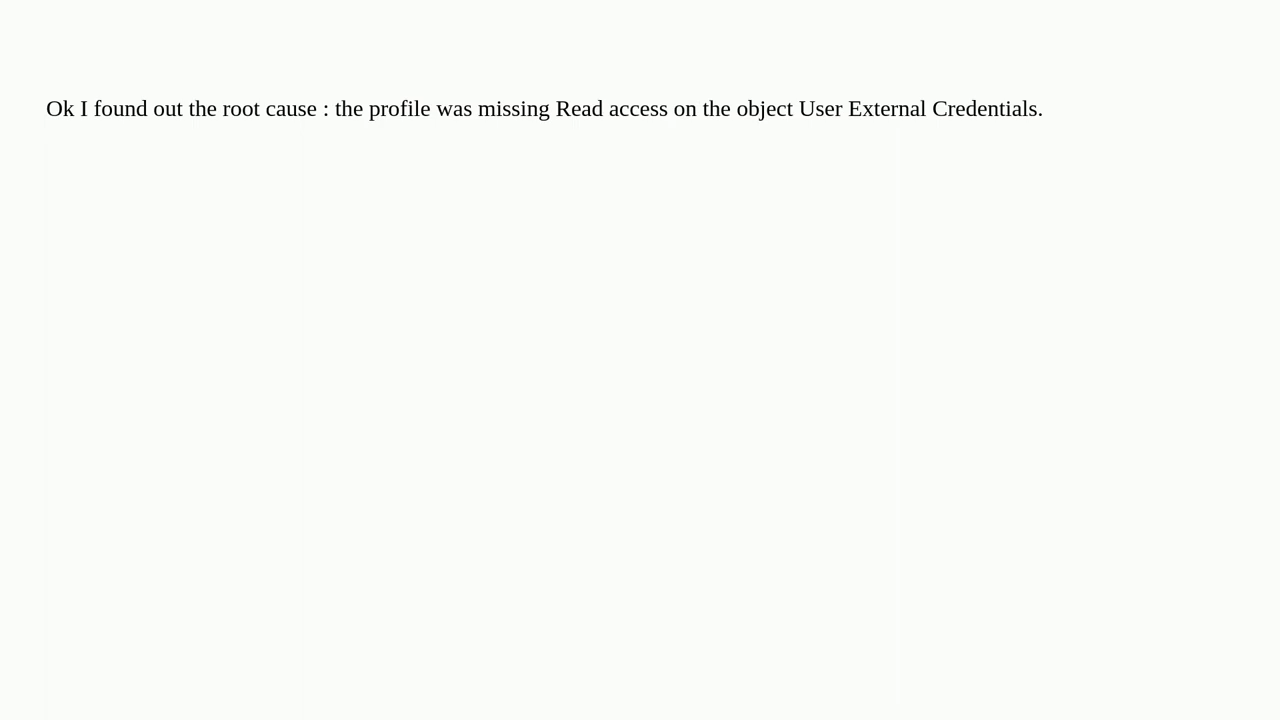 Ok I found out the root cause : the profile was missing Read access on the object User External Credentials.